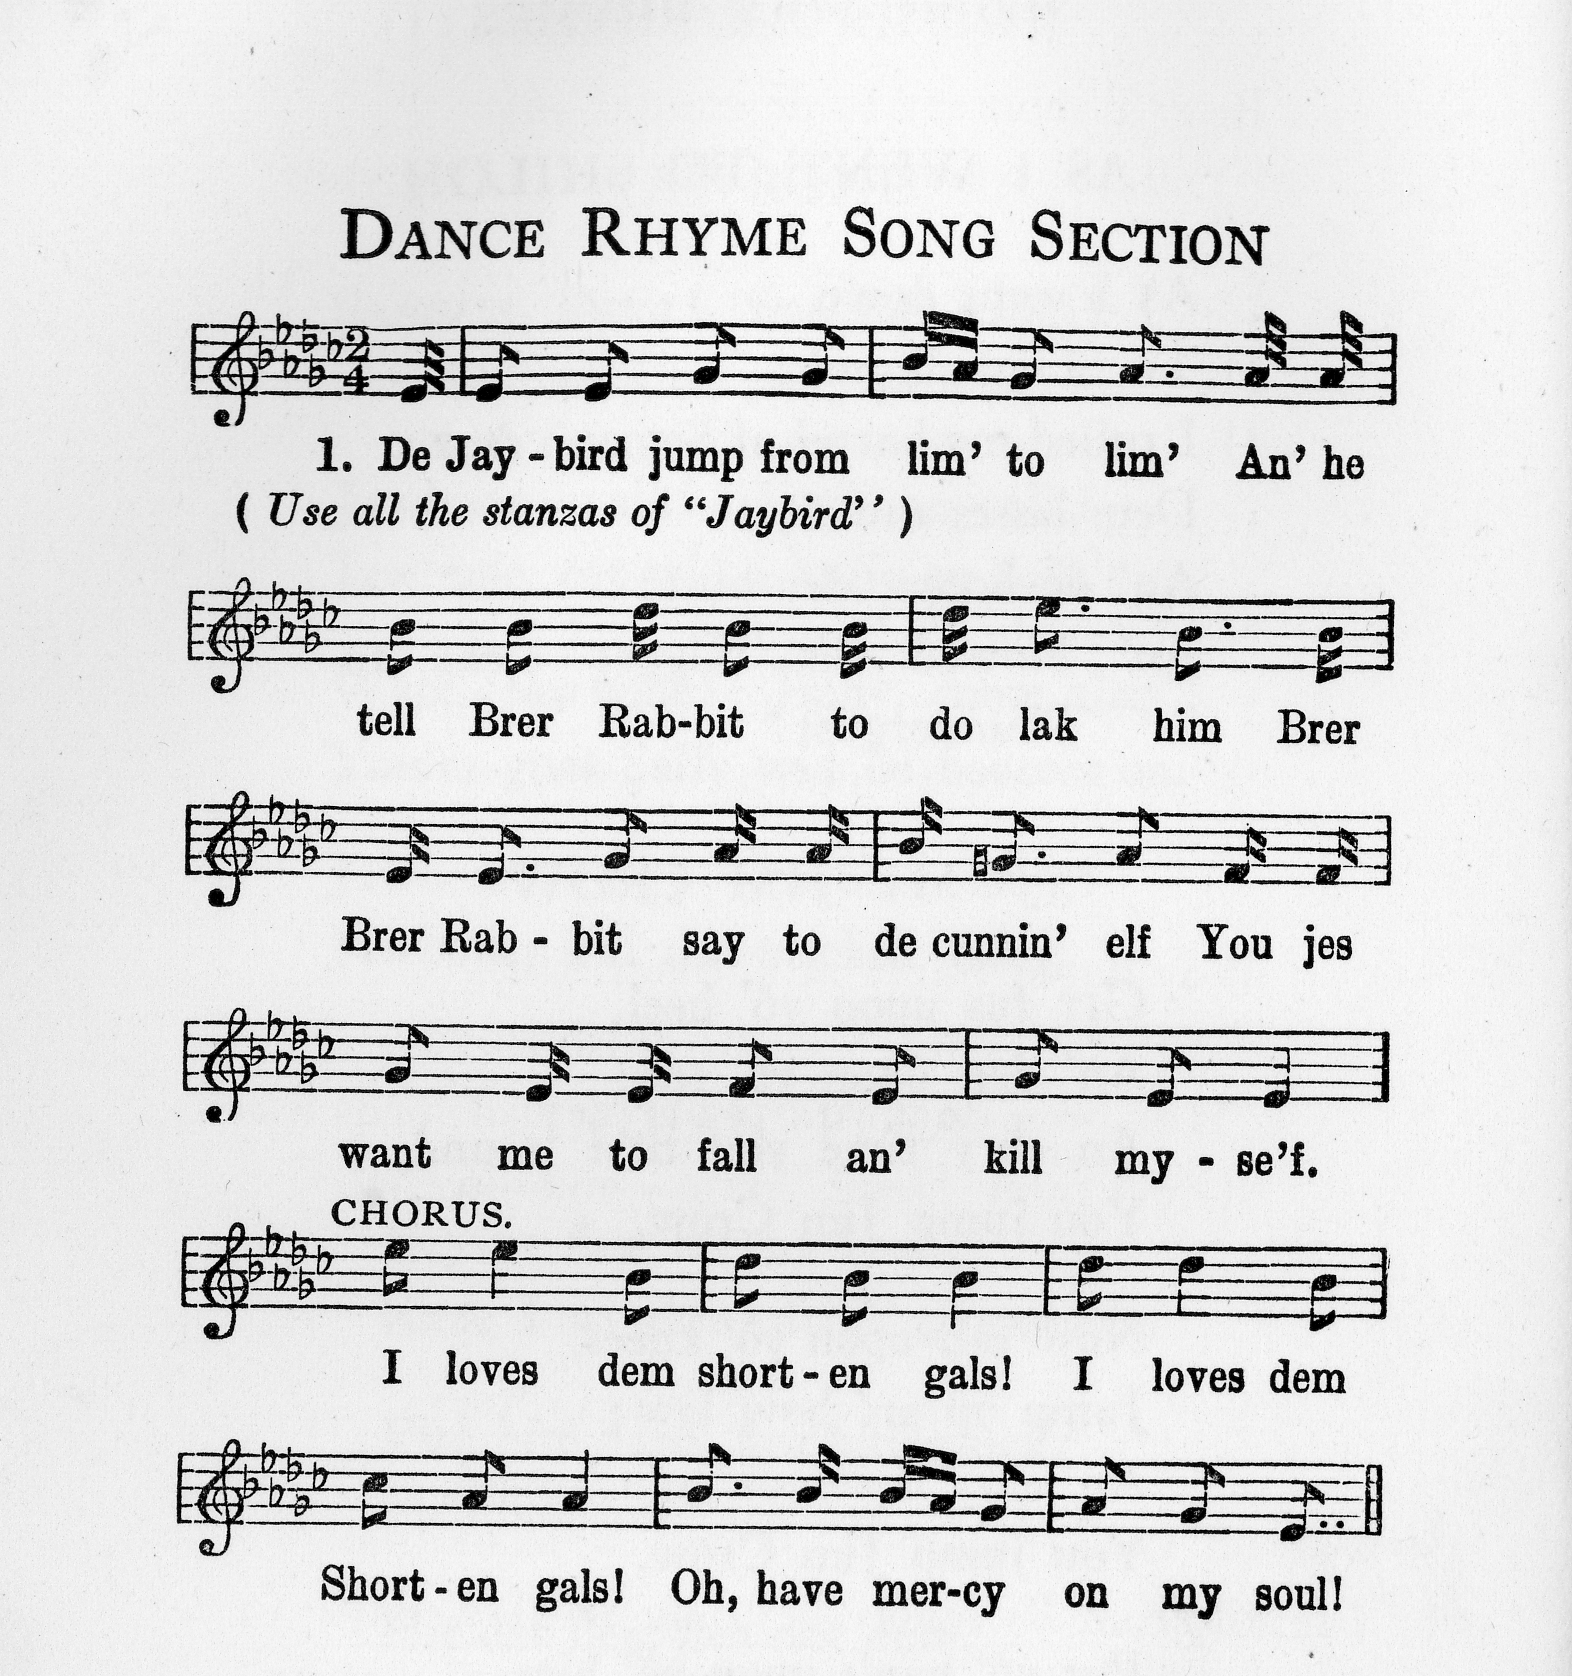 DANCE RHYME SONG SECTION
2
4
1. De Jay - bird jump from lim' to lim' An' he
( Use all the stanzas of "Jaybird" )
tell Brer Rab-bit to do lak him Brer
Brer Rab - bit say to de cunnin' elf You jes
want me to fall an' kill my - se'f.
CHORUS.
I loves dem short - en gals! I loves dem
Short - en gals! Oh, have mer-cy on my soul!